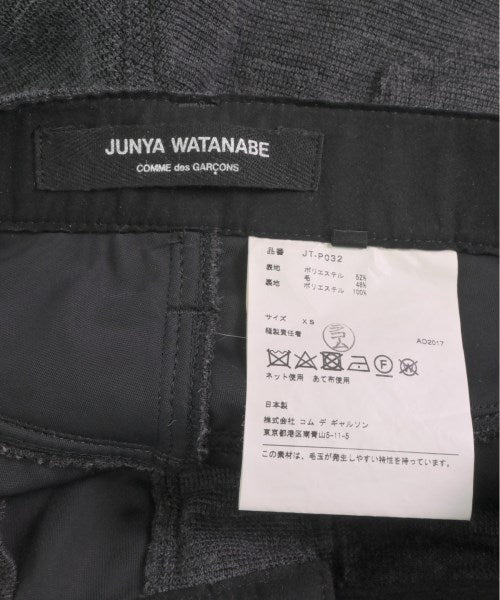 JUNYA WATANABE
COMME des GARÇONS
品番 JT-P032
表地 ポリエステル 52%
毛 48%
裏地 ポリエステル 100%
サイズ XS
縫製責任者 コム AD2017
ネット使用 あて布使用
日本製
株式会社 コム デ ギャルソン
東京都港区南青山5-11-5
この素材は、毛玉が発生しやすい特性を持っています。